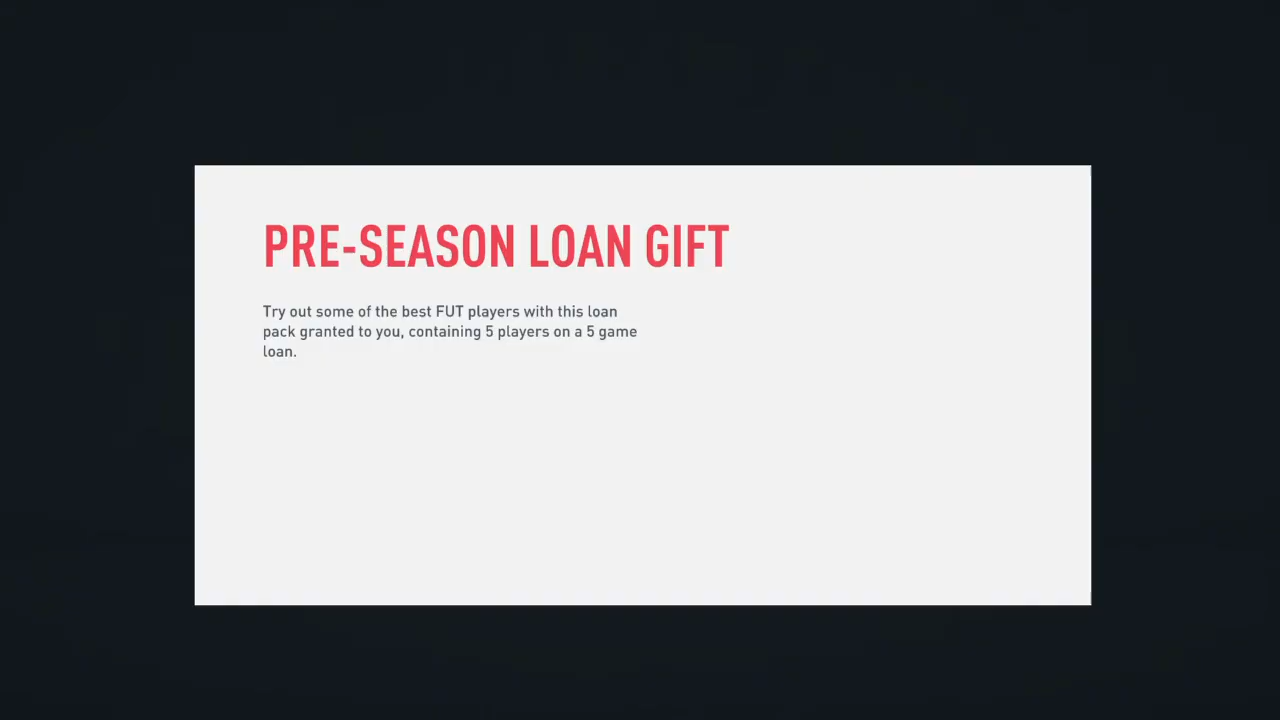 PRE-SEASON LOAN GIFT
Try out some of the best FUT players with this loan
pack granted to you, containing 5 players on a 5 game
loan.